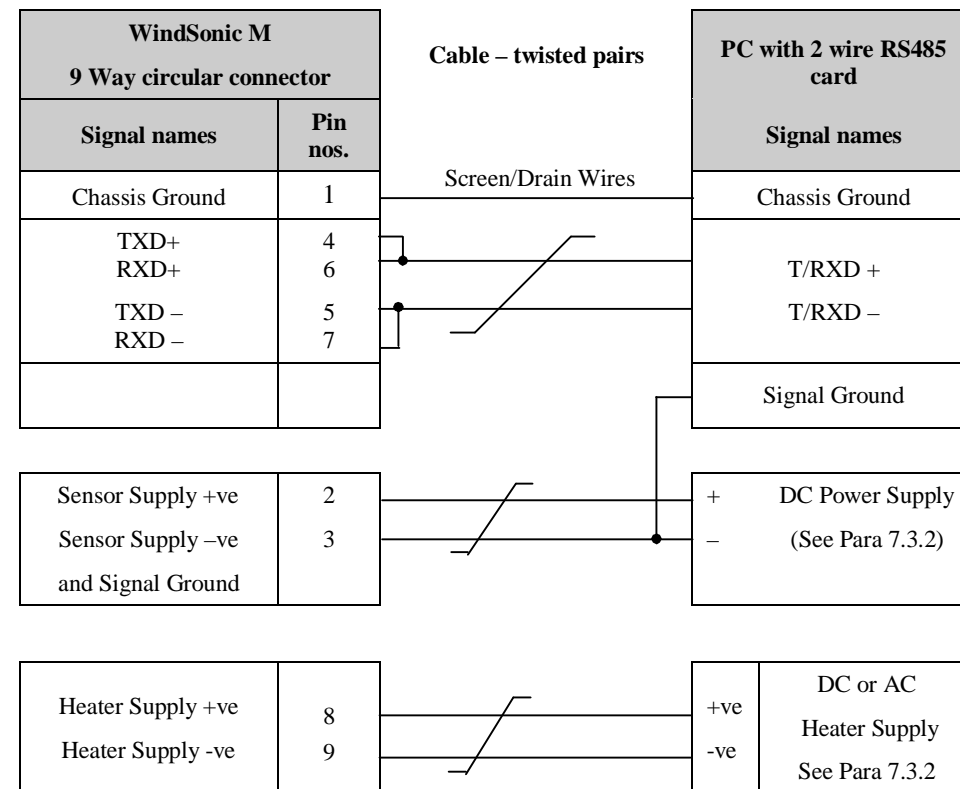 WindSonic M
9 Way circular connector
Signal names
Pin
nos.
Cable – twisted pairs
PC with 2 wire RS485
card
Signal names
Chassis Ground
1
Screen/Drain Wires
Chassis Ground
TXD+
4
RXD+
6
T/RXD +
TXD –
5
T/RXD –
RXD –
7
Signal Ground
Sensor Supply +ve
2
+
DC Power Supply
Sensor Supply –ve
3
–
(See Para 7.3.2)
and Signal Ground
Heater Supply +ve
8
+ve
DC or AC
Heater Supply -ve
9
-ve
Heater Supply
See Para 7.3.2